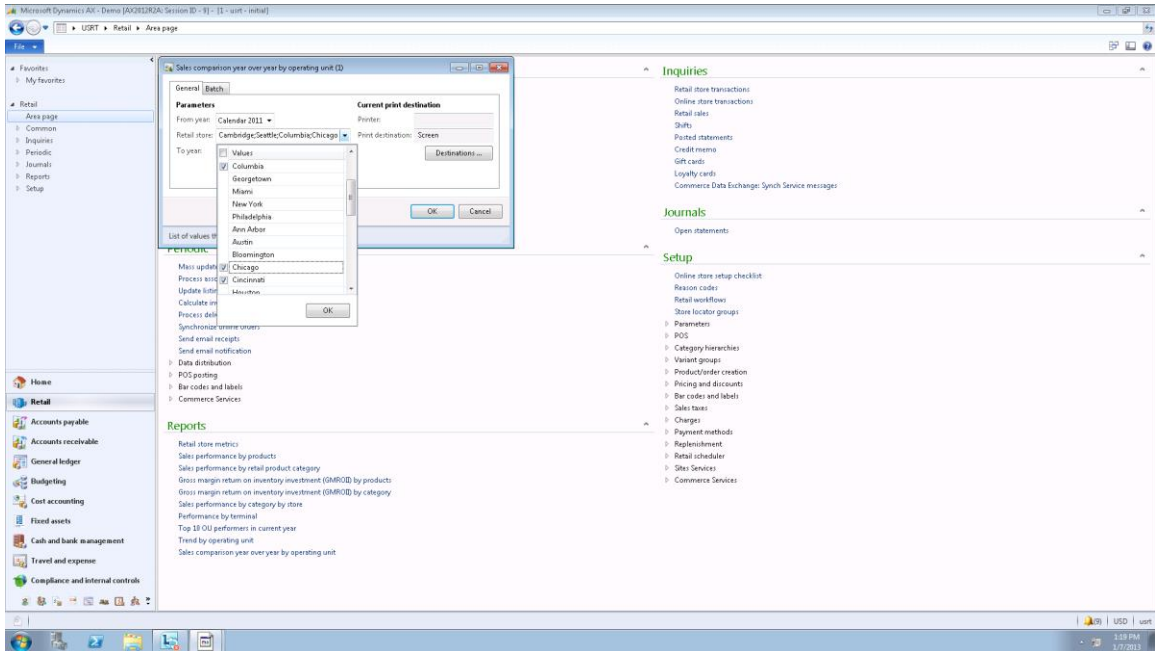 Microsoft Dynamics AX - Demo [AX2012R2A: Session ID - 9] - [1 - usrt - initial]
USRT ▸ Retail ▸ Area page
File
Favorites
My favorites
Retail
Area page
Common
Inquiries
Periodic
Journals
Reports
Setup
Home
Retail
Accounts payable
Accounts receivable
General ledger
Budgeting
Cost accounting
Fixed assets
Cash and bank management
Travel and expense
Compliance and internal controls
Sales comparison year over year by operating unit (1)
General Batch
Parameters
From year: Calendar 2011
Retail store: Cambridge;Seattle;Columbia;Chicago
To year:
Current print destination
Printer:
Print destination: Screen
Destinations ...
OK Cancel
List of values th
Values
Columbia
Georgetown
Miami
New York
Philadelphia
Ann Arbor
Austin
Bloomington
Chicago
Cincinnati
Houston
OK
Periodic
Mass update
Process asso
Update listin
Calculate in
Process deli
Synchronize online orders
Send email receipts
Send email notification
Data distribution
POS posting
Bar codes and labels
Commerce Services
Reports
Retail store metrics
Sales performance by products
Sales performance by retail product category
Gross margin return on inventory investment (GMROII) by products
Gross margin return on inventory investment (GMROII) by category
Sales performance by category by store
Performance by terminal
Top 10 OU performers in current year
Trend by operating unit
Sales comparison year over year by operating unit
Inquiries
Retail store transactions
Online store transactions
Retail sales
Shifts
Posted statements
Credit memo
Gift cards
Loyalty cards
Commerce Data Exchange: Synch Service messages
Journals
Open statements
Setup
Online store setup checklist
Reason codes
Retail workflows
Store locator groups
Parameters
POS
Category hierarchies
Variant groups
Product/order creation
Pricing and discounts
Bar codes and labels
Sales taxes
Charges
Payment methods
Replenishment
Retail scheduler
Sites Services
Commerce Services
(9) USD usrt
3:19 PM
1/7/2013